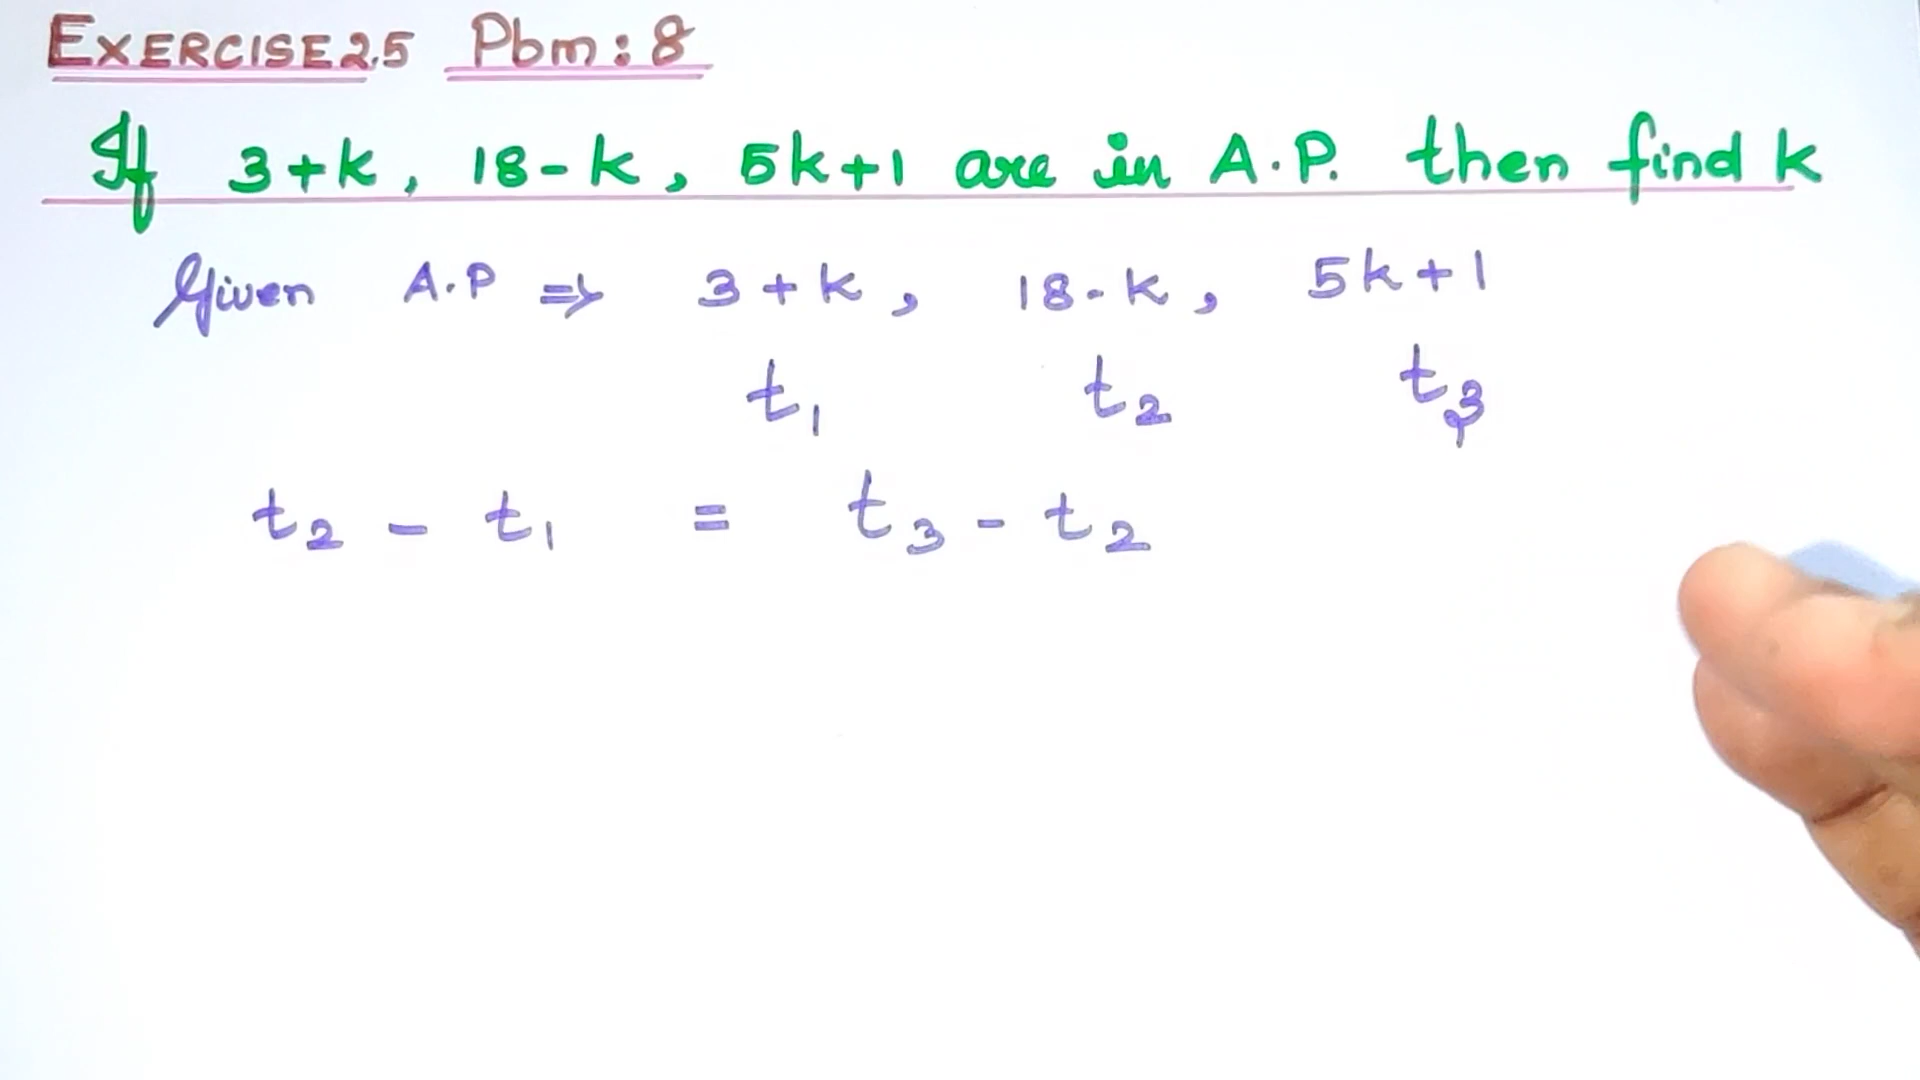 EXERCISE 2.5 Pbm: 8
If 3+k, 18-k, 5k+1 are in A.P. then find k
Given A.P ⇒ 3+k, 18-k, 5k+1
t₁ t₂ t₃
t₂ - t₁ = t₃ - t₂